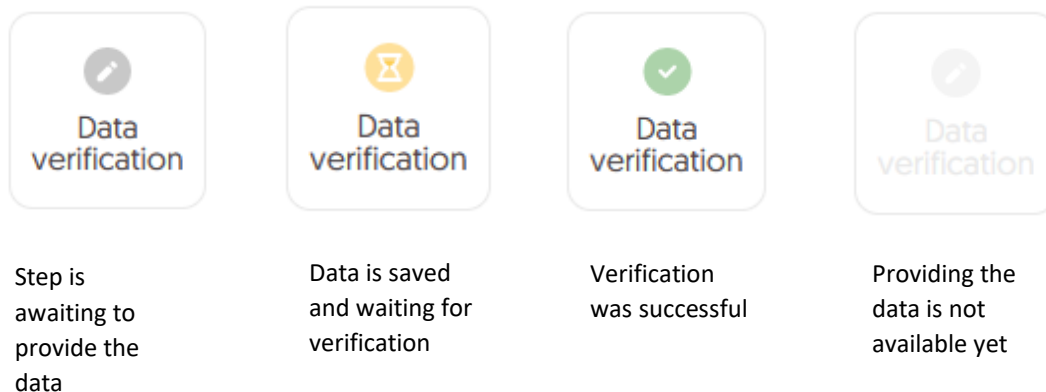 Data
verification
Data
verification
Data
verification
Data
verification
Step is
awaiting to
provide the
data
Data is saved
and waiting for
verification
Verification
was successful
Providing the
data is not
available yet